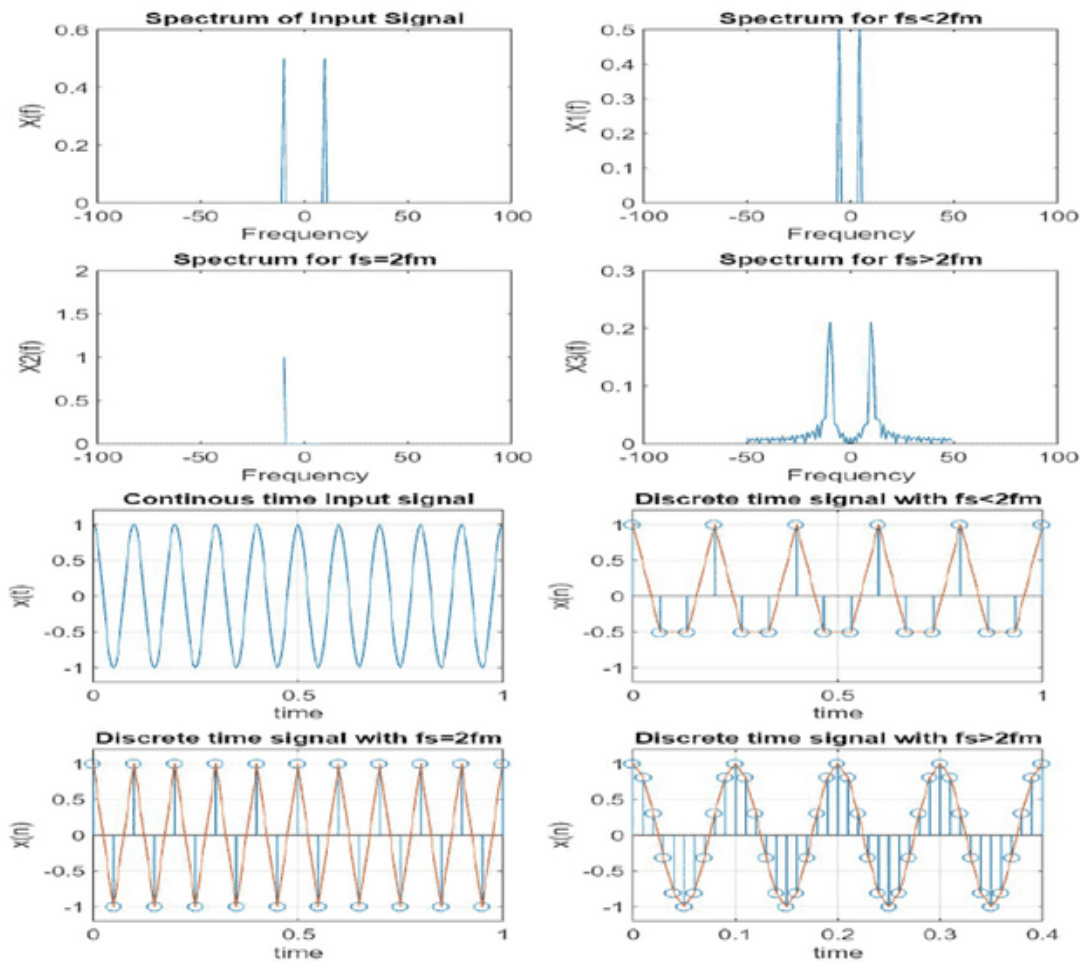 Spectrum of Input Signal
0.6
0.4
0.2
0
X(f)
-100 -50 0 50 100
Frequency
Spectrum for fs<2fm
0.5
0.4
0.3
0.2
0.1
0
X1(f)
-100 -50 0 50 100
Frequency
Spectrum for fs=2fm
2
1.5
1
0.5
0
X2(f)
-100 -50 0 50 100
Frequency
Spectrum for fs>2fm
0.3
0.2
0.1
0
X3(f)
-100 -50 0 50 100
Frequency
Continous time Input signal
1
0.5
0
-0.5
-1
x(t)
0 0.5 1
time
Discrete time signal with fs<2fm
1
0.5
0
-0.5
-1
x(n)
0 0.5 1
time
Discrete time signal with fs=2fm
1
0.5
0
-0.5
-1
x(n)
0 0.5 1
time
Discrete time signal with fs>2fm
1
0.5
0
-0.5
-1
x(n)
0 0.1 0.2 0.3 0.4
time